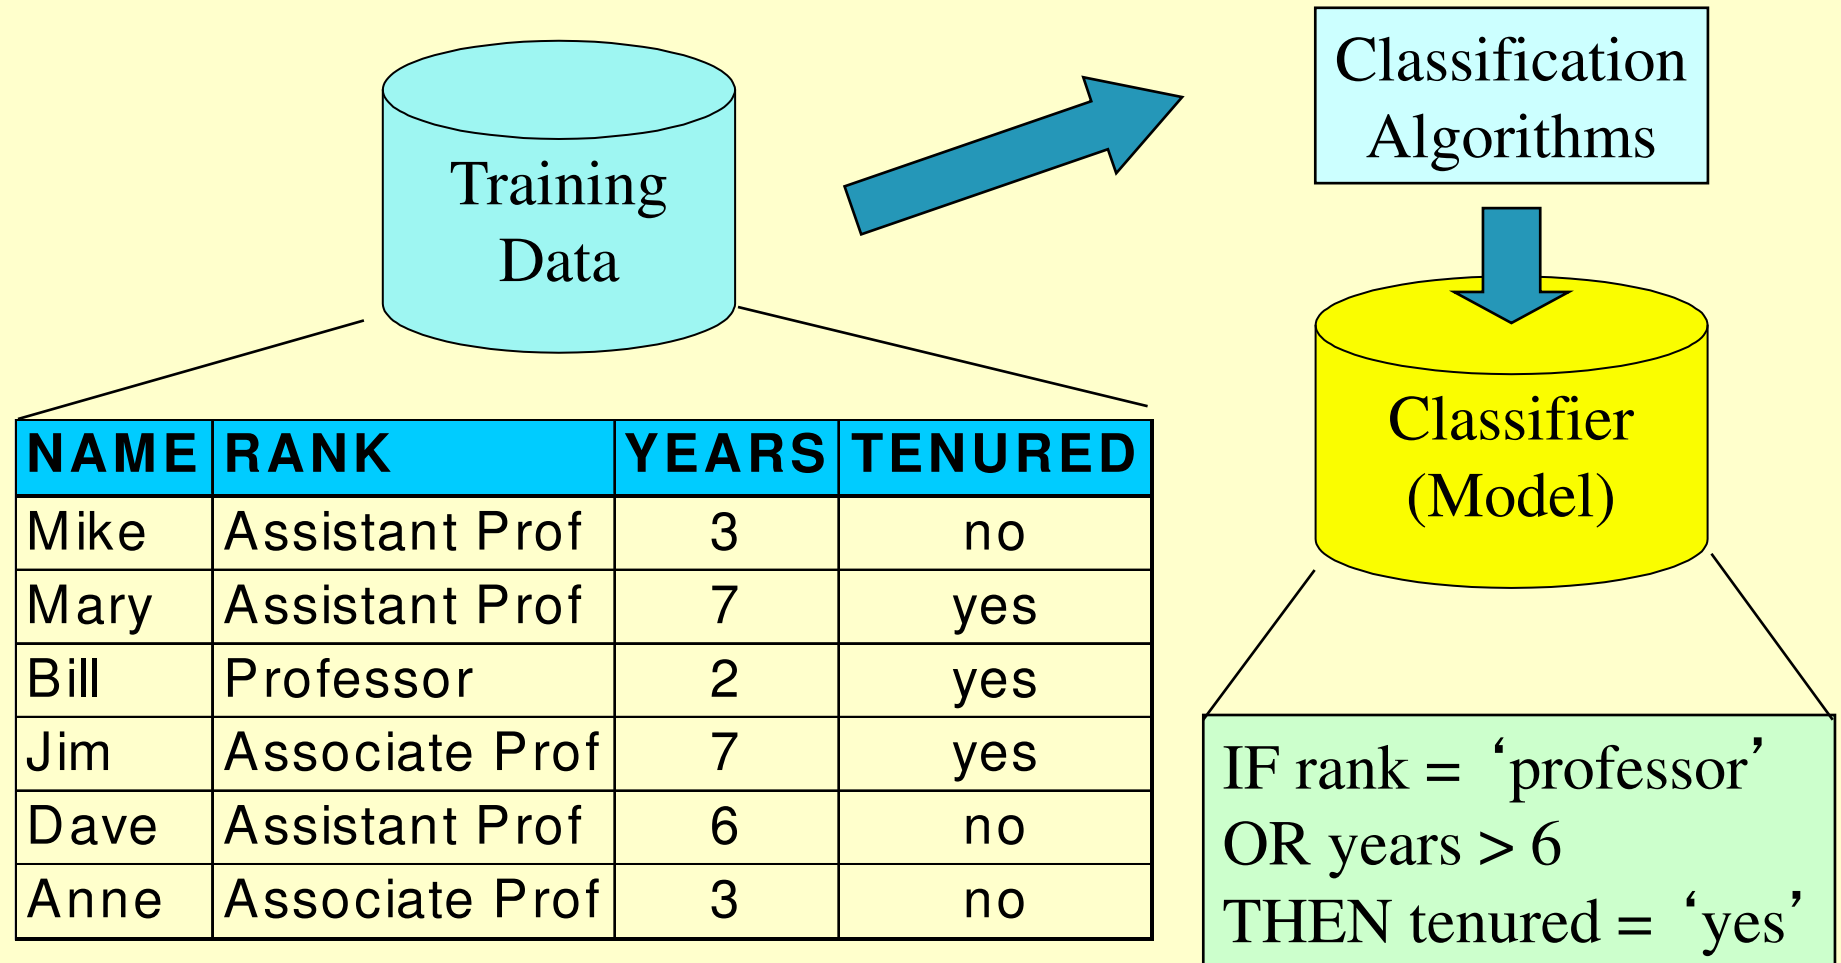 Training
Data
Classification
Algorithms
NAME RANK YEARS TENURED
Mike Assistant Prof 3 no
Mary Assistant Prof 7 yes
Bill Professor 2 yes
Jim Associate Prof 7 yes
Dave Assistant Prof 6 no
Anne Associate Prof 3 no
Classifier
(Model)
IF rank = ‘professor’
OR years > 6
THEN tenured = ‘yes’